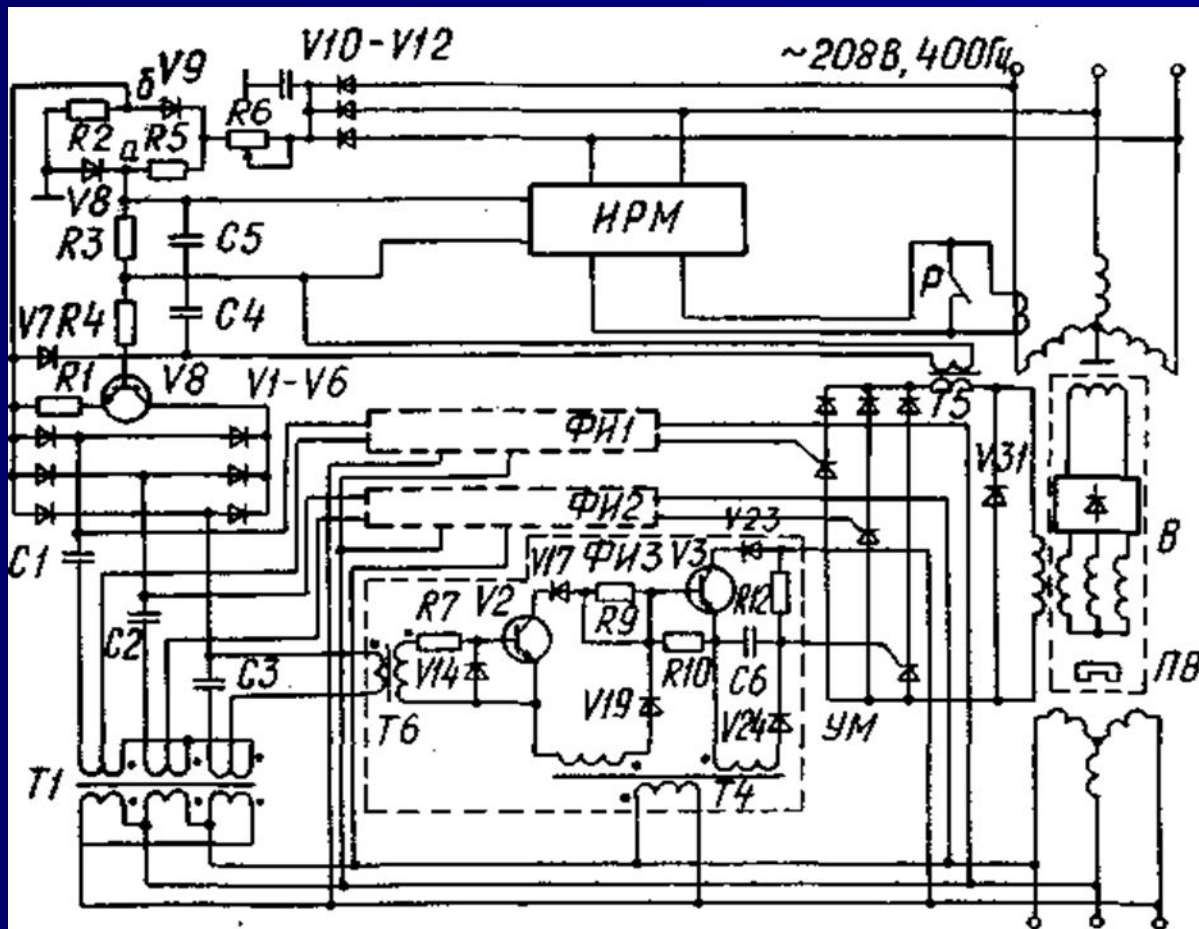 V10-V12
~208В, 400Гц
б V9
R6
R2
а
R5
V8
R3
C5
ИРМ
Р
V7
R4
C4
R1
V8
V1-V6
T5
ФИ1
V31
ФИ2
V23
C1
V17
ФИ3
V3
В
R7
V2
R12
R9
C2
V14
R10
C6
C3
ПВ
V19
V24
УМ
T6
T1
T4